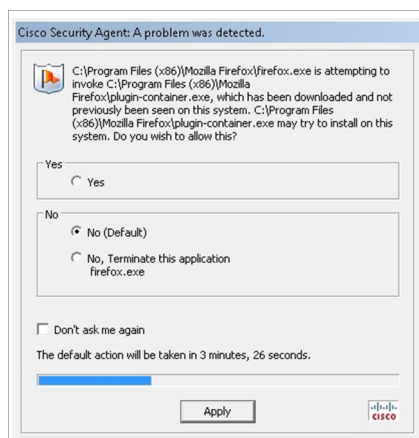 Cisco Security Agent: A problem was detected.
C:\Program Files (x86)\Mozilla Firefox\firefox.exe is attempting to
invoke C:\Program Files (x86)\Mozilla
Firefox\plugin-container.exe, which has been downloaded and not
previously been seen on this system. C:\Program Files
(x86)\Mozilla Firefox\plugin-container.exe may try to install on this
system. Do you wish to allow this?
Yes
Yes
No
No (Default)
No, Terminate this application
firefox.exe
Don't ask me again
The default action will be taken in 3 minutes, 26 seconds.
Apply
CISCO